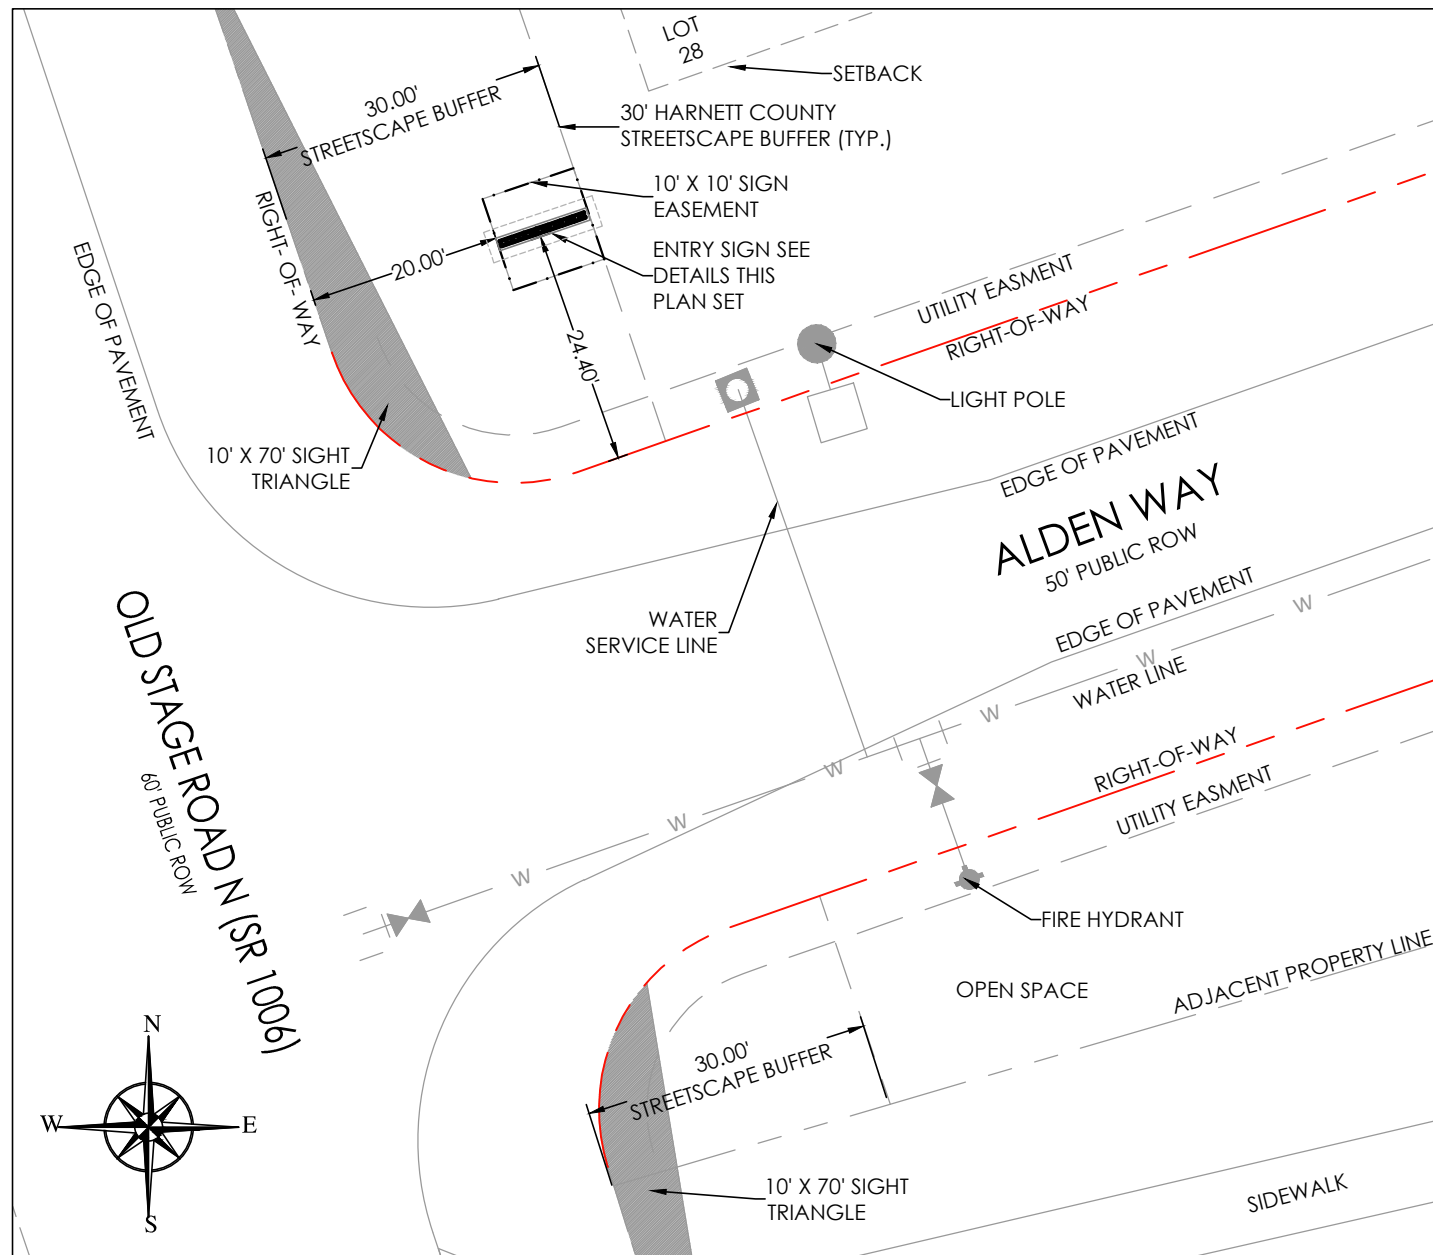 LOT
28
SETBACK
30.00'
STREETSCAPE BUFFER
30' HARNETT COUNTY
STREETSCAPE BUFFER (TYP.)
10' X 10' SIGN
EASEMENT
RIGHT- OF- WAY
EDGE OF PAVEMENT
20.00'
ENTRY SIGN SEE
DETAILS THIS
PLAN SET
24.40'
UTILITY EASMENT
RIGHT-OF-WAY
LIGHT POLE
10' X 70' SIGHT
TRIANGLE
EDGE OF PAVEMENT
ALDEN WAY
50' PUBLIC ROW
EDGE OF PAVEMENT
WATER
SERVICE LINE
W
W
WATER LINE
W
W
W
W
OLD STAGE ROAD N (SR 1006)
60' PUBLIC ROW
RIGHT-OF-WAY
UTILITY EASMENT
FIRE HYDRANT
OPEN SPACE
ADJACENT PROPERTY LINE
30.00'
STREETSCAPE BUFFER
10' X 70' SIGHT
TRIANGLE
SIDEWALK
N
W
E
S